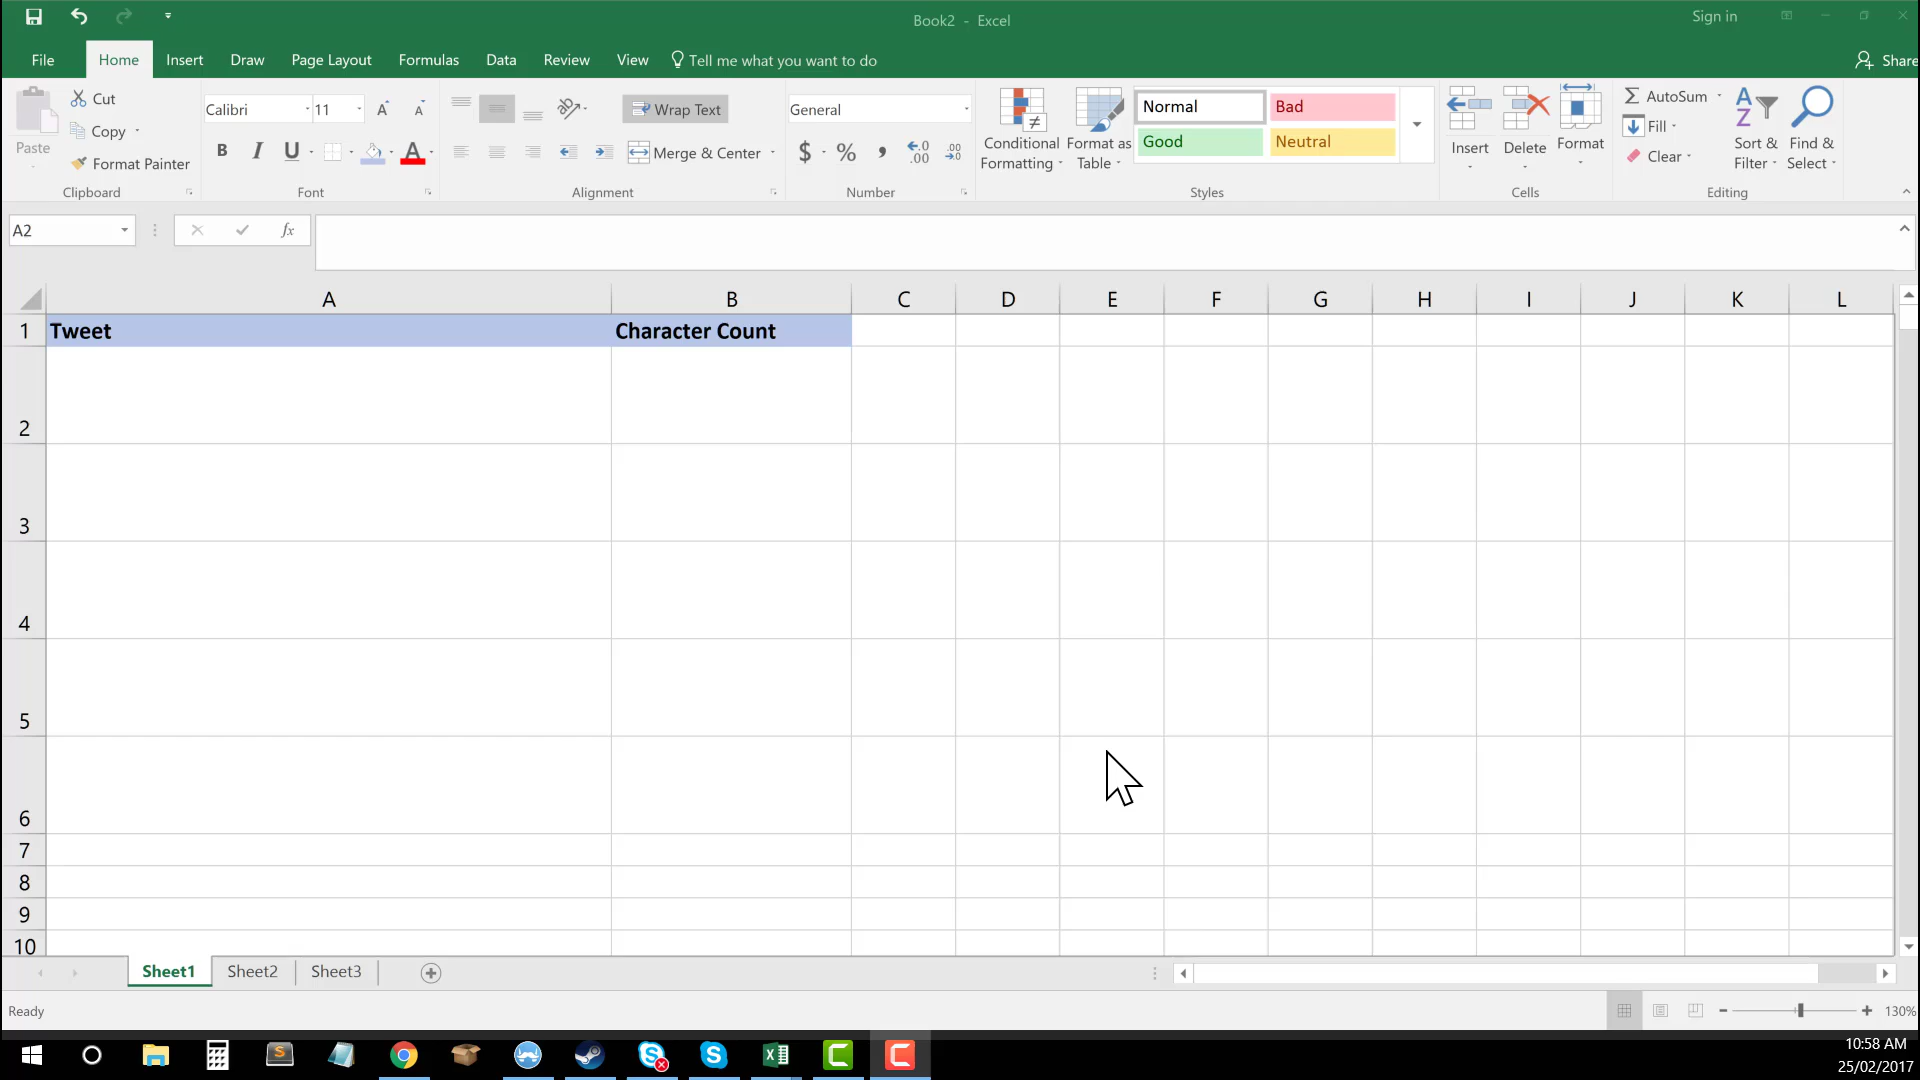 Book2 - Excel
Sign in
File Home Insert Draw Page Layout Formulas Data Review View Tell me what you want to do
Share
Paste
Cut
Copy
Format Painter
Clipboard
Calibri 11
B I U A
Font
Wrap Text
Merge & Center
Alignment
General
$ % ,
Number
Conditional Formatting
Format as Table
Normal Bad
Good Neutral
Styles
Insert Delete Format
Cells
AutoSum
Fill
Clear
Sort & Filter
Find & Select
Editing
A2
fx
A B C D E F G H I J K L
1 Tweet Character Count
2
3
4
5
6
7
8
9
10
Sheet1 Sheet2 Sheet3
Ready
130%
10:58 AM
25/02/2017